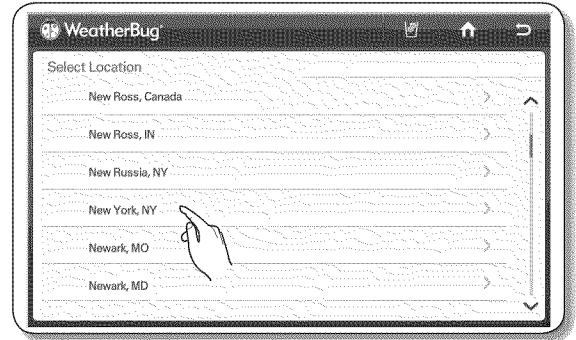 WeatherBug
Select Location
New Ross, Canada
New Ross, IN
New Russia, NY
New York, NY
Newark, MO
Newark, MD